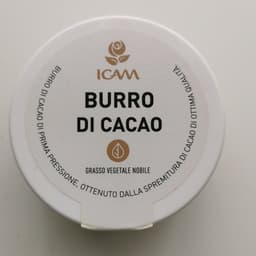 ICAM
BURRO
DI CACAO
GRASSO VEGETALE NOBILE
BURRO DI CACAO DI PRIMA PRESSIONE, OTTENUTO DALLA SPREMITURA DI CACAO DI OTTIMA QUALITÀ.